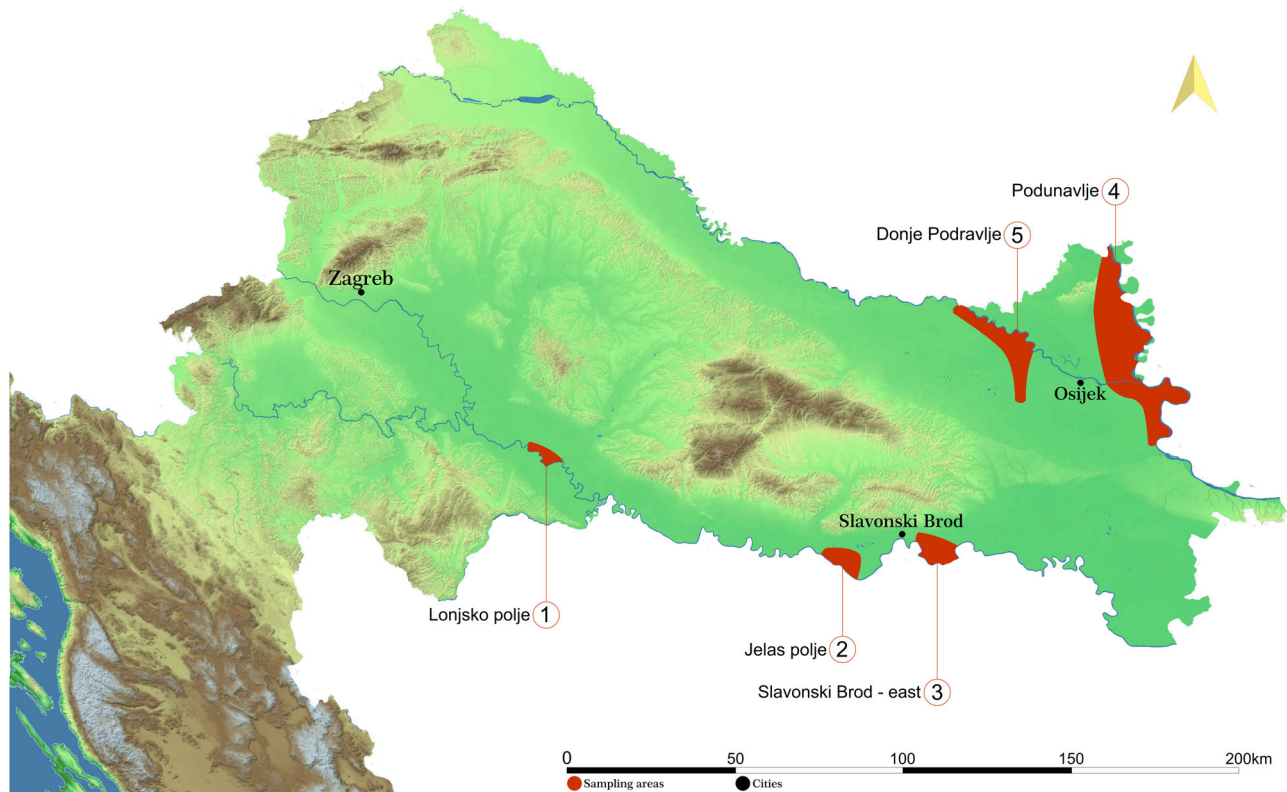 Podunavlje 4
Donje Podravlje 5
Zagreb
Osijek
Slavonski Brod
Lonjsko polje 1
Jelas polje 2
Slavonski Brod - east 3
0 50 100 150 200km
Sampling areas Cities